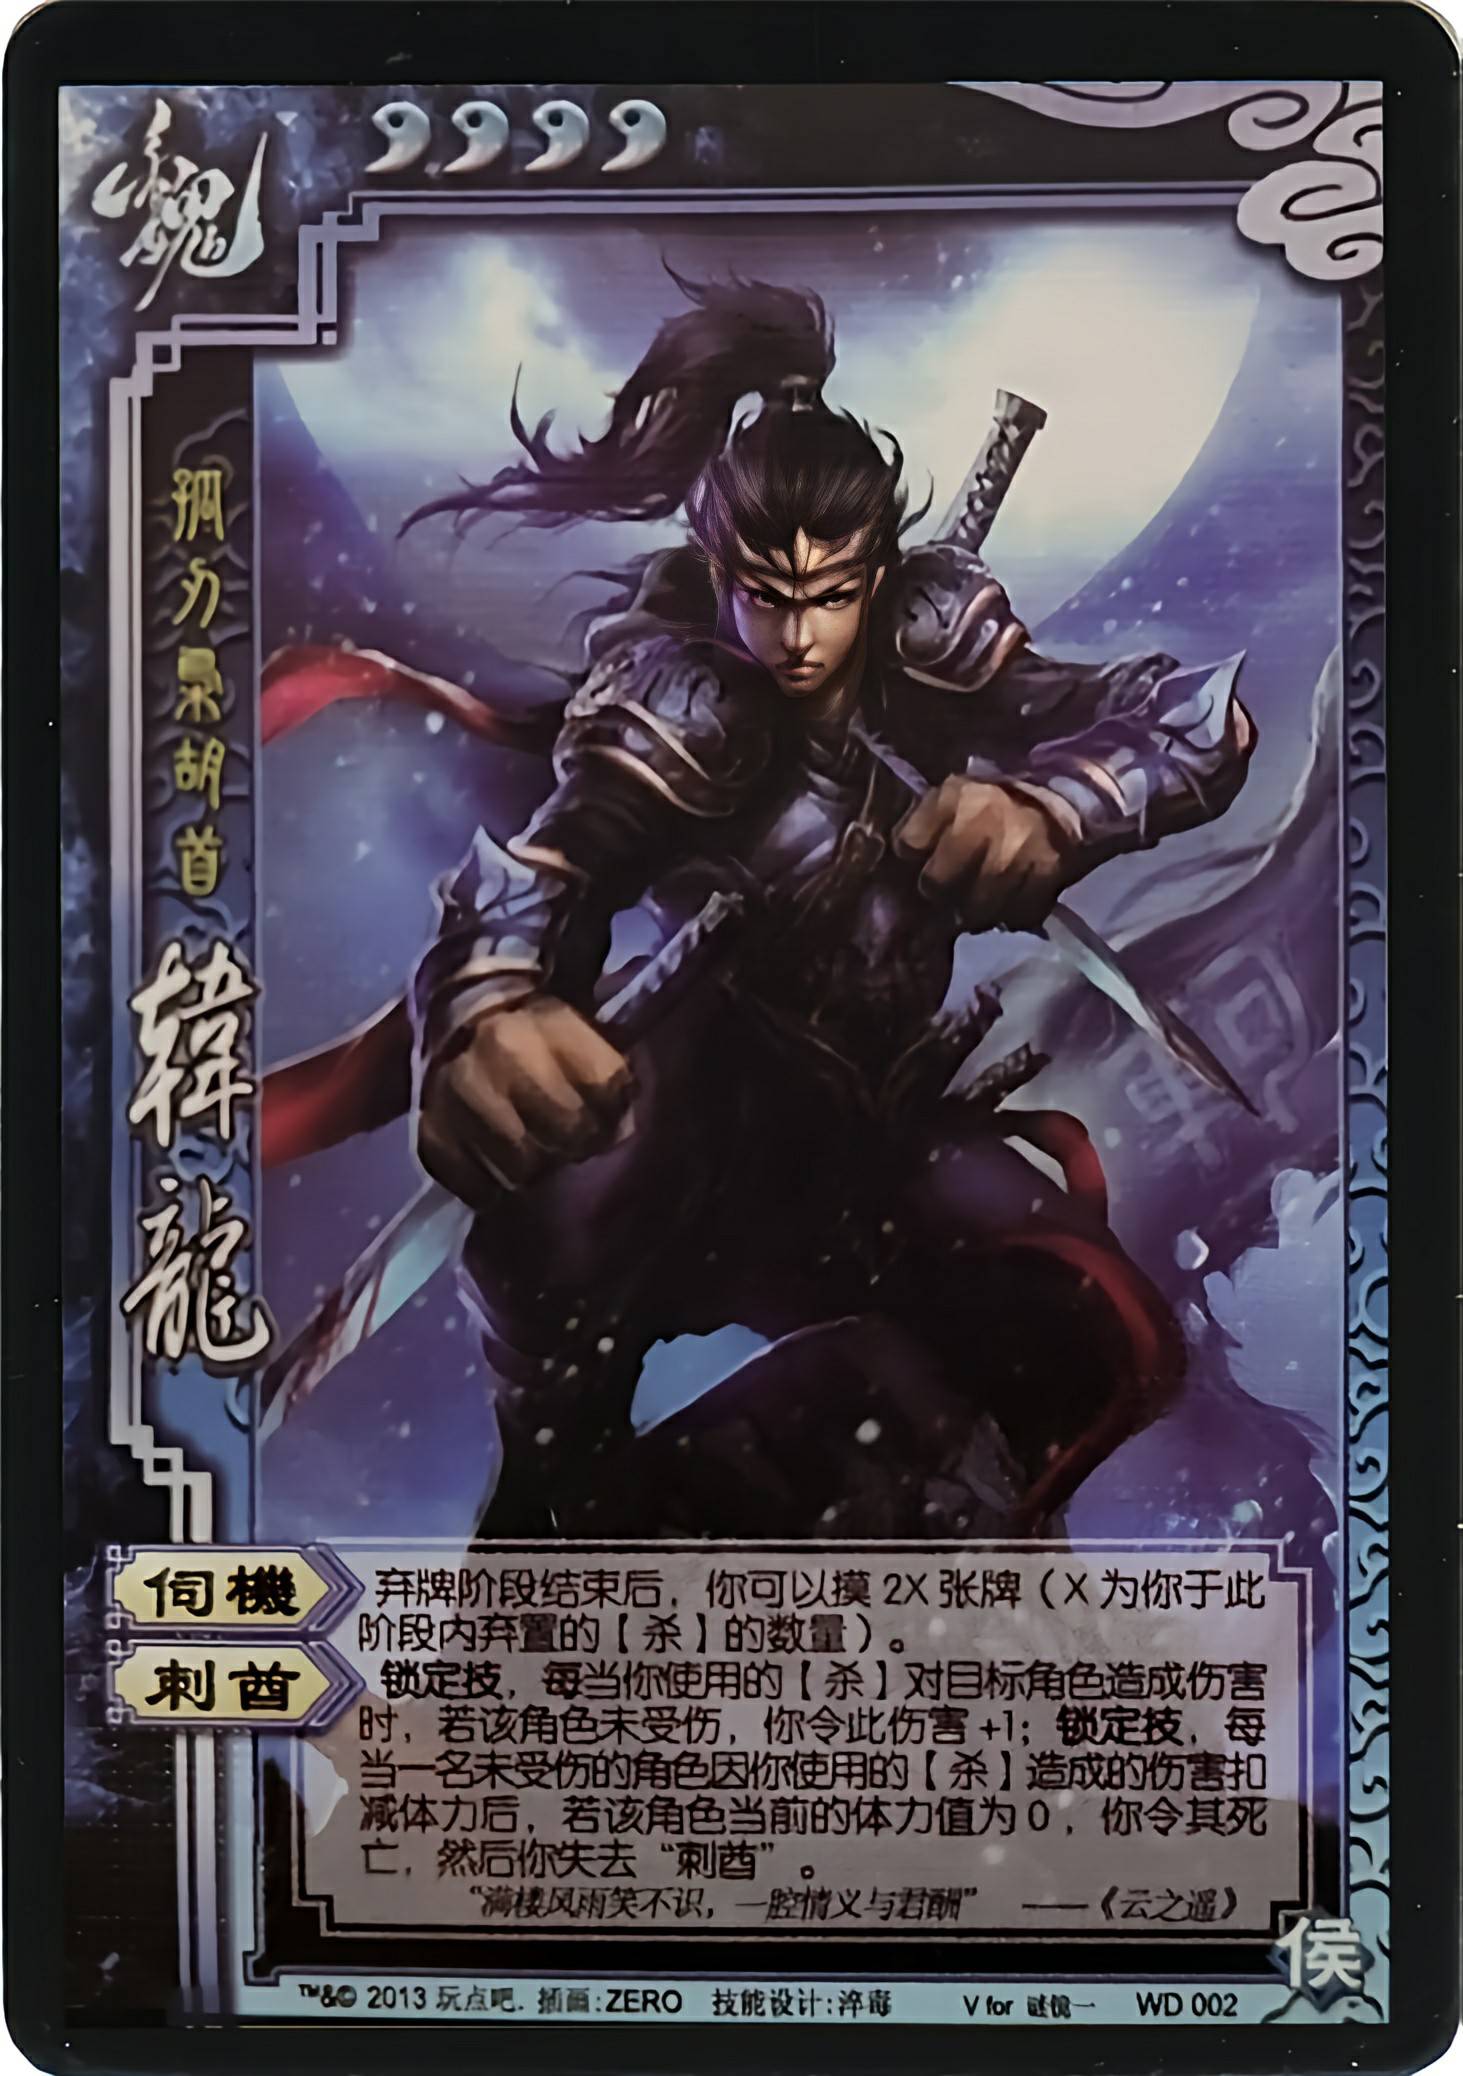 魏
钢刀枭胡首
韓龍
伺機
弃牌阶段结束后，你可以摸 2X 张牌（X 为你于此
阶段内弃置的【杀】的数量）。
刺酋
锁定技，每当你使用的【杀】对目标角色造成伤害
时，若该角色未受伤，你令此伤害 +1；锁定技，每
当一名未受伤的角色因你使用的【杀】造成的伤害扣
减体力后，若该角色当前的体力值为 0，你令其死
亡，然后你失去“刺酋”。
“满楼风雨笑不识，一腔情义与君酬” ——《云之遥》
侯
™&© 2013 玩点吧. 插画:ZERO 技能设计:淬毒 V for 谜镜一 WD 002